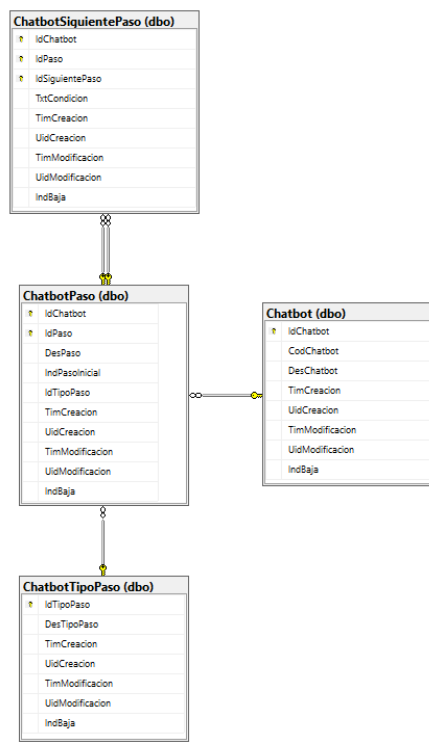 ChatbotSiguientePaso (dbo)
IdChatbot
IdPaso
IdSiguientePaso
TxtCondicion
TimCreacion
UidCreacion
TimModificacion
UidModificacion
IndBaja
ChatbotPaso (dbo)
IdChatbot
IdPaso
DesPaso
IndPasoInicial
IdTipoPaso
TimCreacion
UidCreacion
TimModificacion
UidModificacion
IndBaja
Chatbot (dbo)
IdChatbot
CodChatbot
DesChatbot
TimCreacion
UidCreacion
TimModificacion
UidModificacion
IndBaja
ChatbotTipoPaso (dbo)
IdTipoPaso
DesTipoPaso
TimCreacion
UidCreacion
TimModificacion
UidModificacion
IndBaja